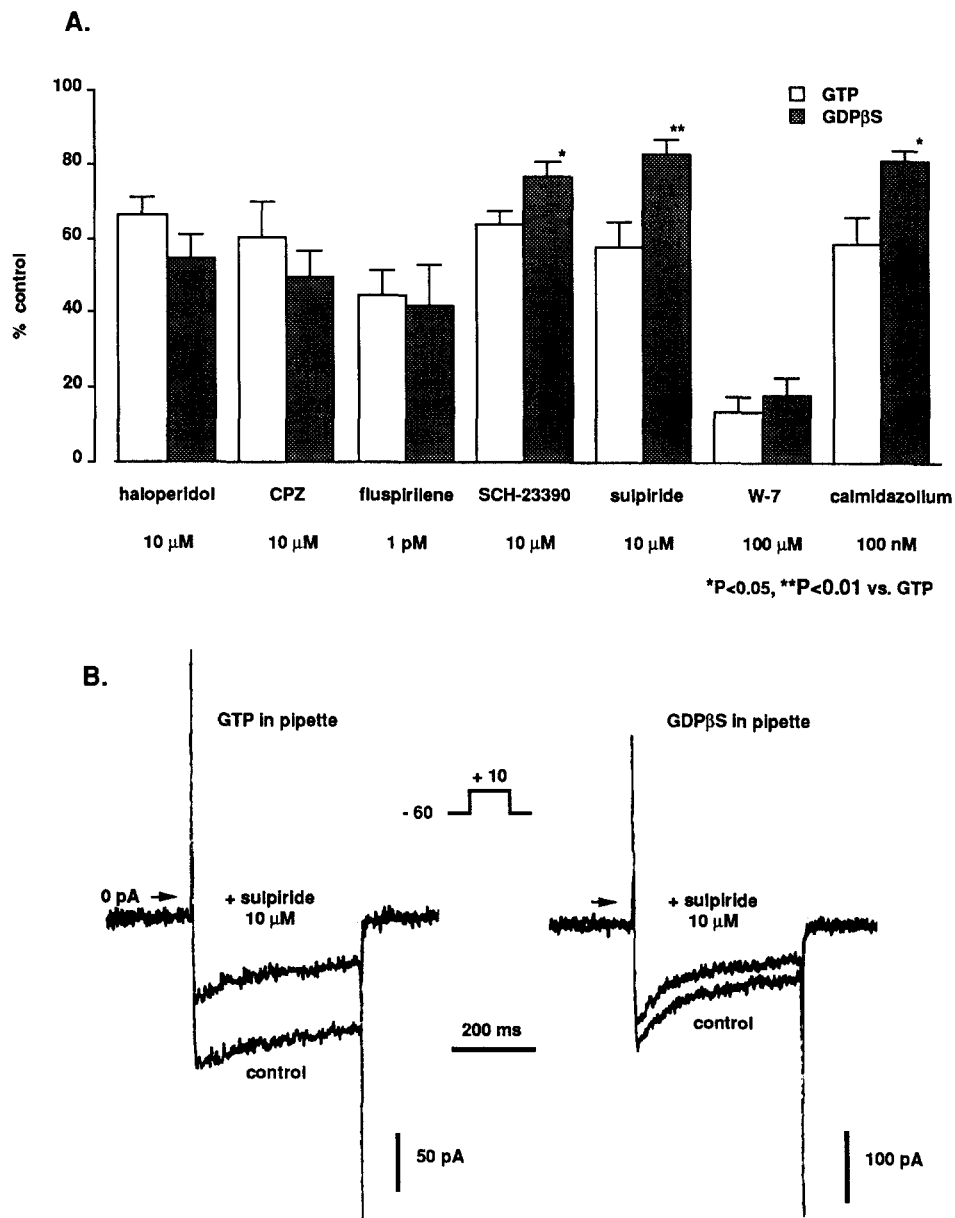 A.
100
80
60
40
20
0
% control
GTP
GDPβS
*
**
*
haloperidol CPZ fluspirilene SCH-23390 sulpiride W-7 calmidazolium
10 μM 10 μM 1 pM 10 μM 10 μM 100 μM 100 nM
*P<0.05, **P<0.01 vs. GTP
B.
GTP in pipette
GDPβS in pipette
+ 10
- 60
0 pA
+ sulpiride
10 μM
+ sulpiride
10 μM
control
200 ms
control
50 pA
100 pA